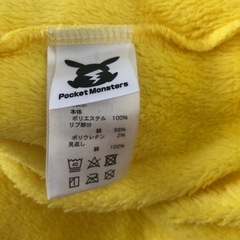 Pocket Monsters
本体
ポリエステル 100%
リブ部分
綿 98%
ポリウレタン 2%
見返し
綿 100%
40